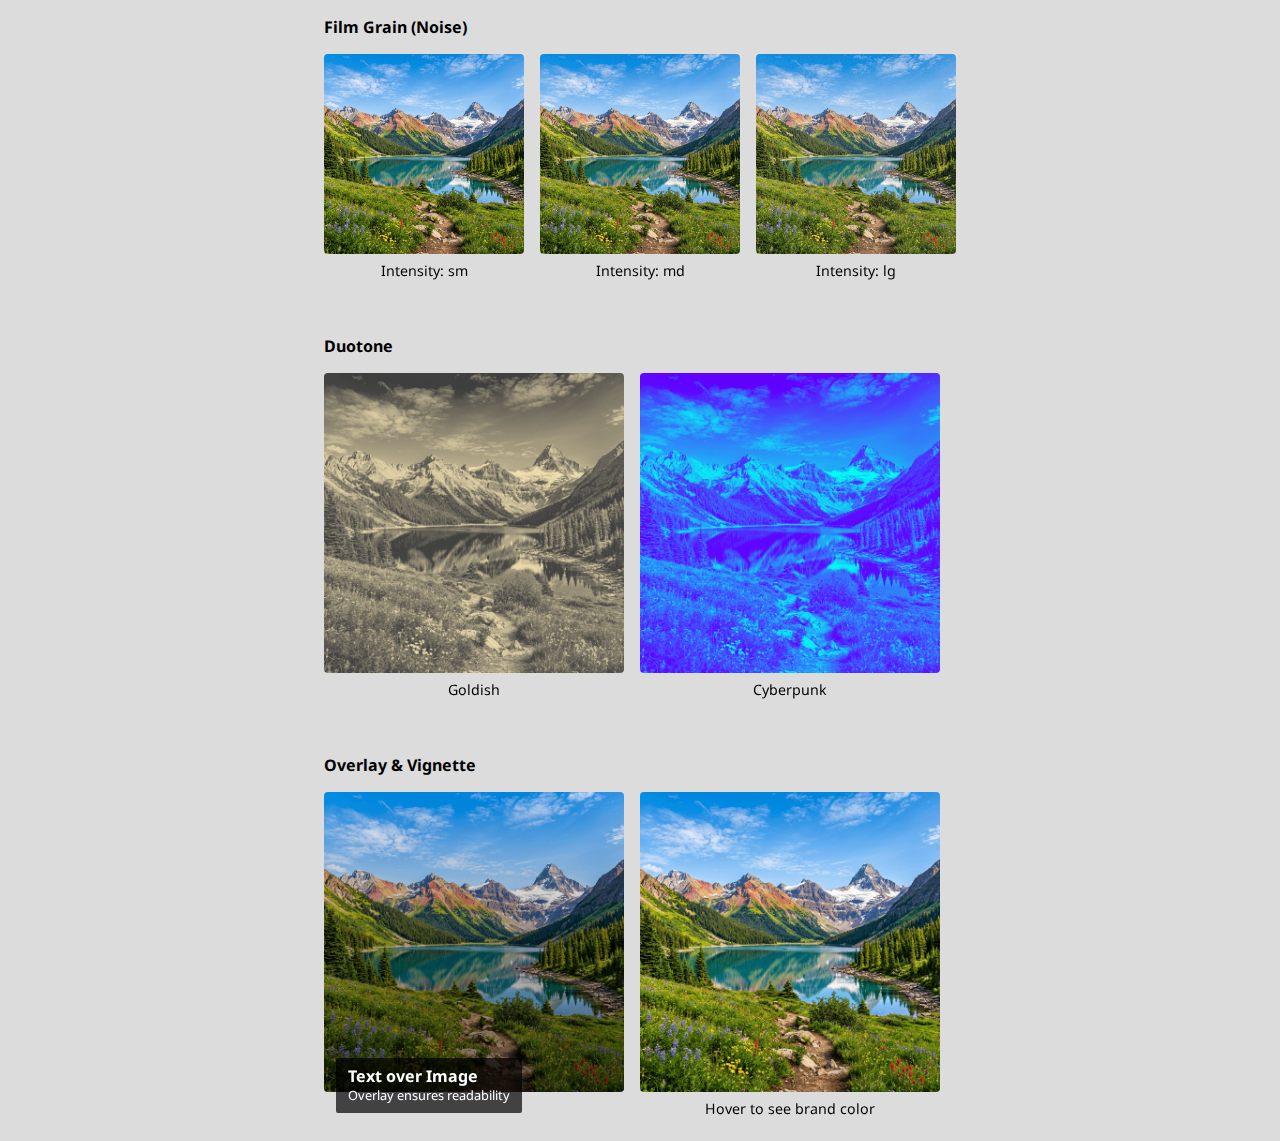 Film Grain (Noise)
Intensity: sm
Intensity: md
Intensity: lg
Duotone
Goldish
Cyberpunk
Overlay & Vignette
Text over Image
Overlay ensures readability
Hover to see brand color